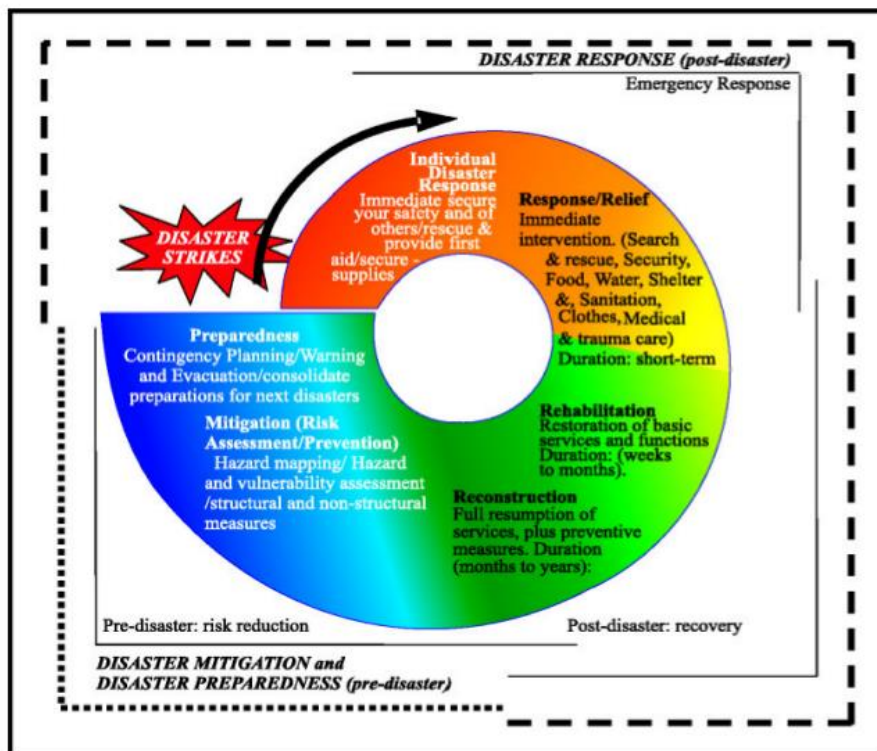 DISASTER RESPONSE (post-disaster)
Emergency Response
DISASTER
STRIKES
Individual
Disaster
Response
Immediate secure
your safety and of
others/rescue &
provide first
aid/secure -
supplies
Response/Relief
Immediate
intervention. (Search
& rescue, Security,
Food, Water, Shelter
&, Sanitation,
Clothes, Medical
& trauma care)
Duration: short-term
Rehabilitation
Restoration of basic
services and functions
Duration: (weeks
to months).
Reconstruction
Full resumption of
services, plus preventive
measures. Duration
(months to years):
Preparedness
Contingency Planning/Warning
and Evacuation/consolidate
preparations for next disasters
Mitigation (Risk
Assessment/Prevention)
Hazard mapping/ Hazard
and vulnerability assessment
/structural and non-structural
measures
Pre-disaster: risk reduction
Post-disaster: recovery
DISASTER MITIGATION and
DISASTER PREPAREDNESS (pre-disaster)